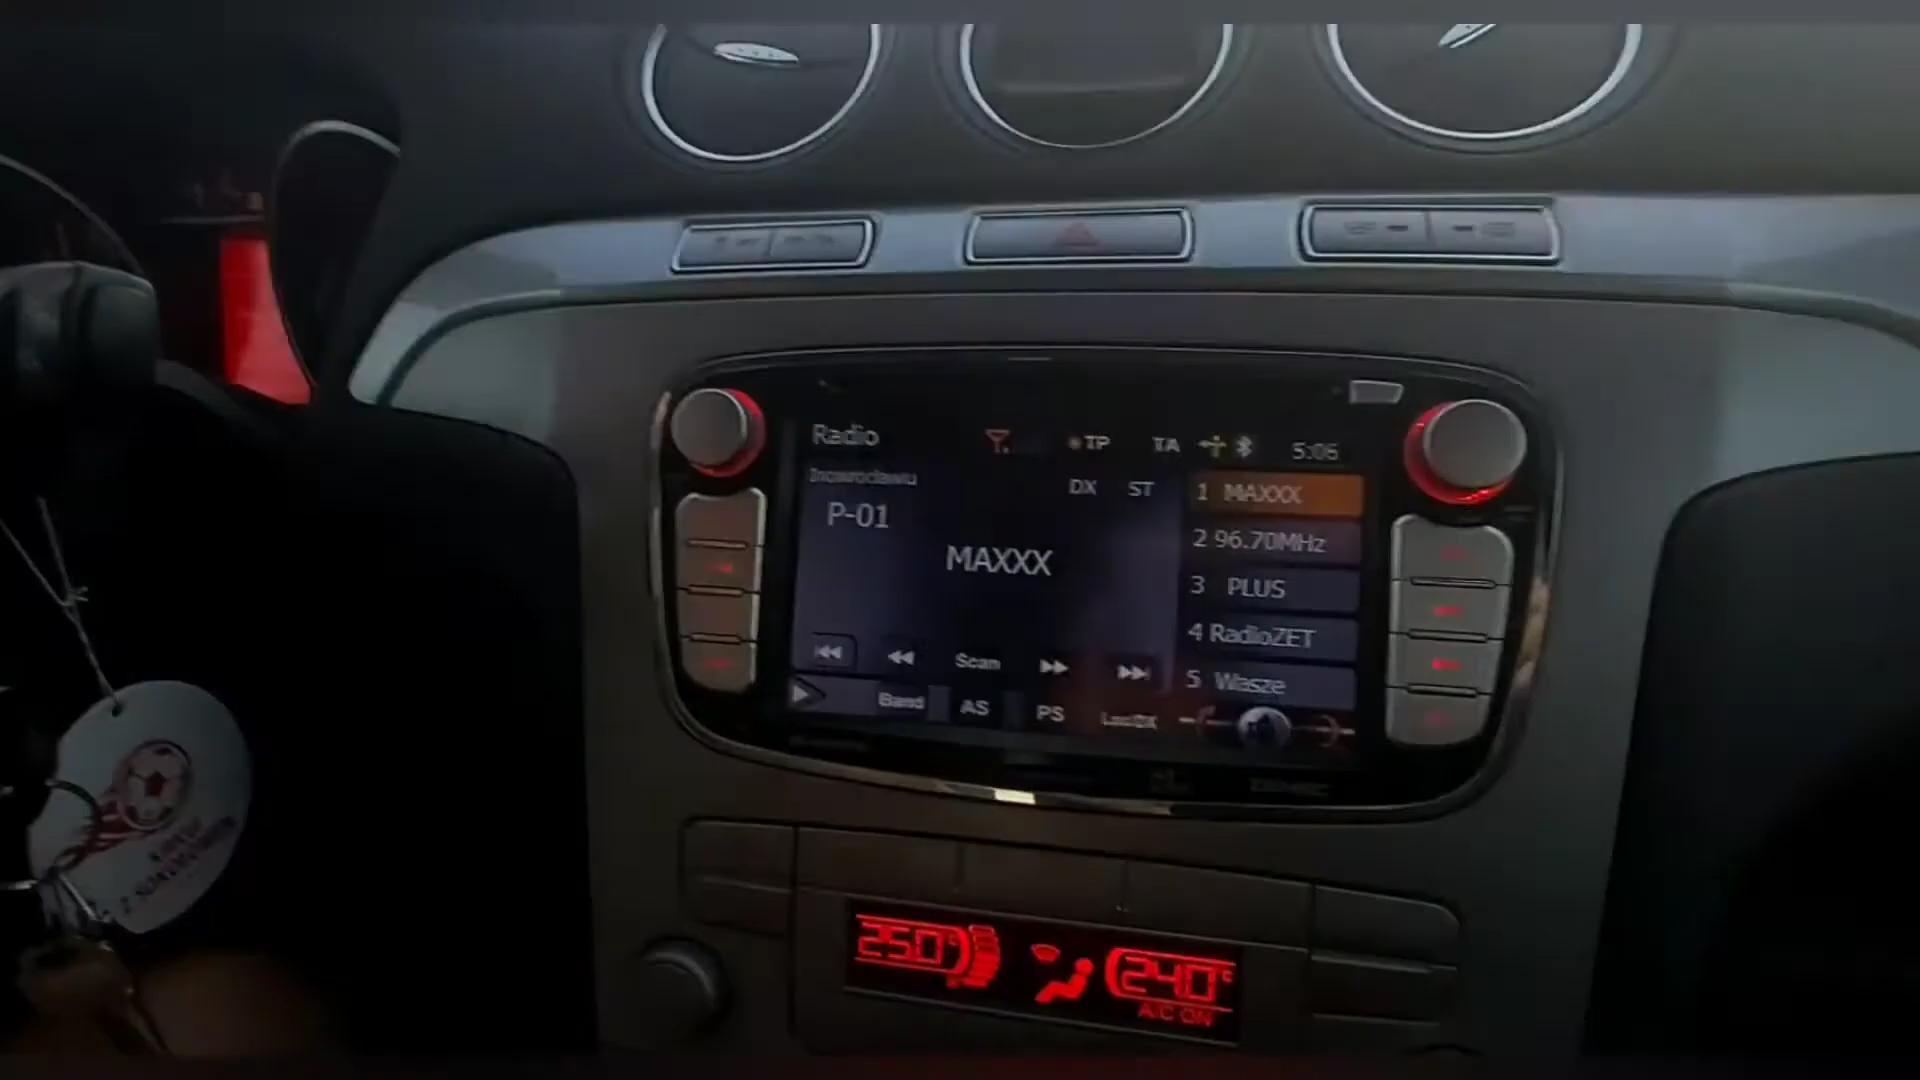 Radio
TP
TA
5:06
Inowrocławiu
DX
ST
P-01
MAXXX
1 MAXXX
2 96.70MHz
3 PLUS
4 RadioZET
5 Wasze
Scan
Band
AS
PS
Loc/DX
25.0°
24.0°C
A/C ON